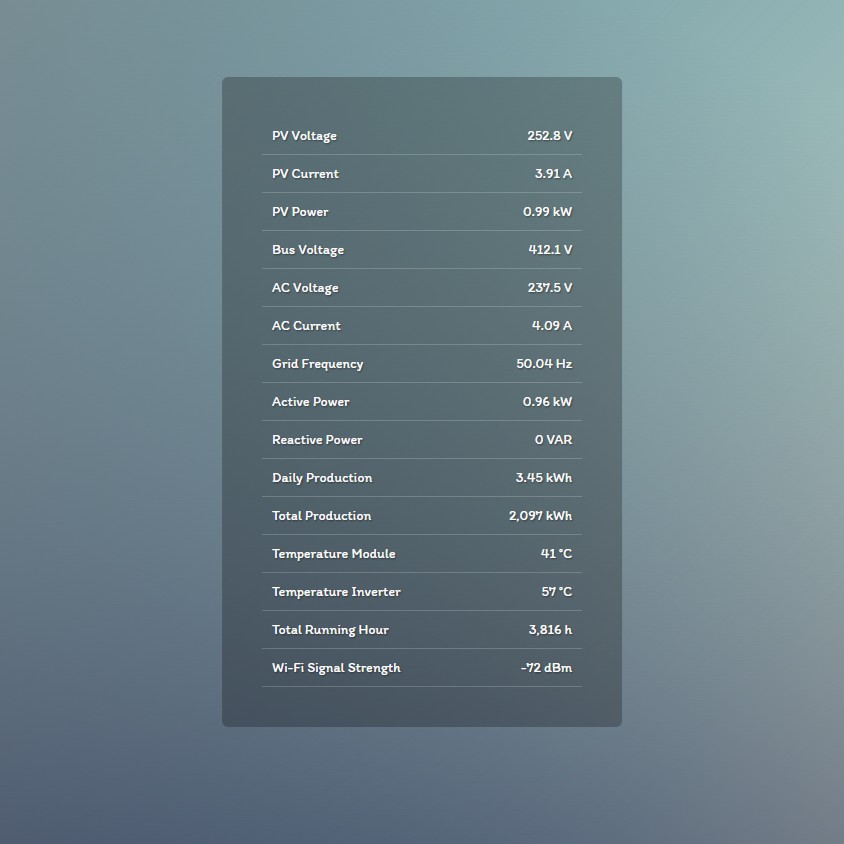 PV Voltage 252.8 V
PV Current 3.91 A
PV Power 0.99 kW
Bus Voltage 412.1 V
AC Voltage 237.5 V
AC Current 4.09 A
Grid Frequency 50.04 Hz
Active Power 0.96 kW
Reactive Power 0 VAR
Daily Production 3.45 kWh
Total Production 2,097 kWh
Temperature Module 41 °C
Temperature Inverter 57 °C
Total Running Hour 3,816 h
Wi-Fi Signal Strength -72 dBm